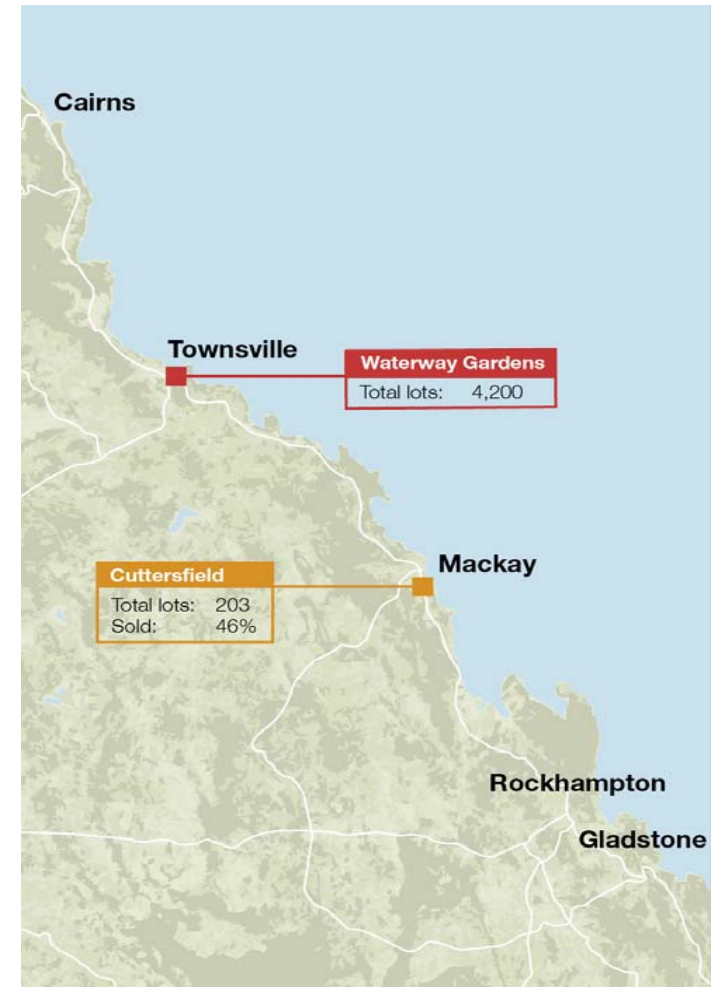 Cairns
Townsville
Waterway Gardens
Total lots: 4,200
Mackay
Cuttersfield
Total lots: 203
Sold: 46%
Rockhampton
Gladstone